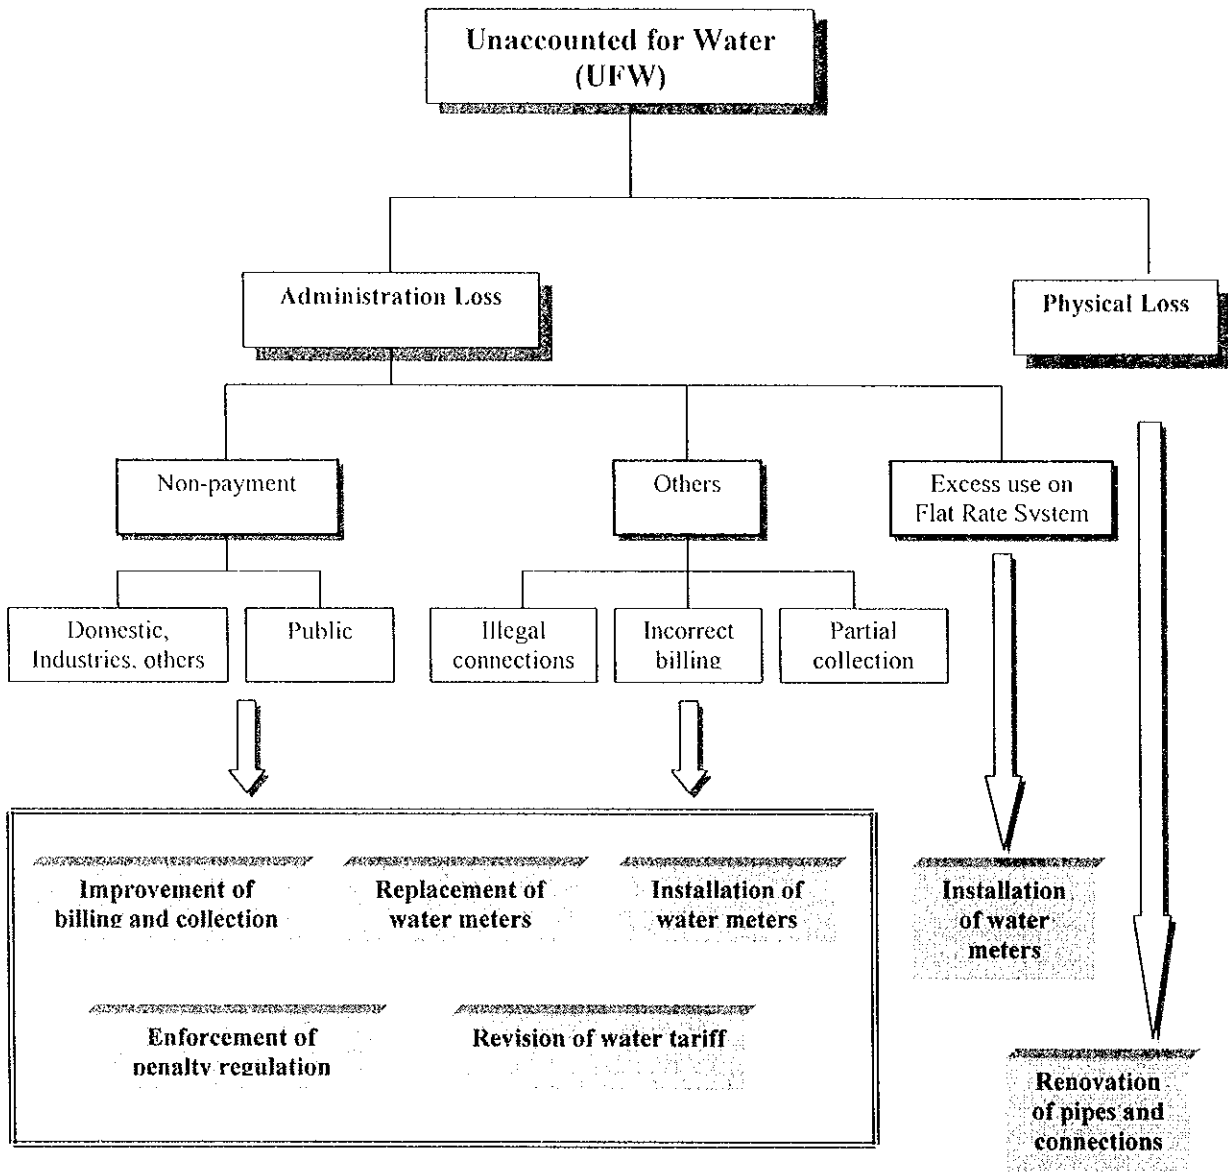 Unaccounted for Water
(UFW)
Administration Loss
Physical Loss
Non-payment
Others
Excess use on
Flat Rate System
Domestic,
Industries, others
Public
Illegal
connections
Incorrect
billing
Partial
collection
Improvement of
billing and collection
Replacement of
water meters
Installation of
water meters
Installation
of water
meters
Enforcement of
penalty regulation
Revision of water tariff
Renovation
of pipes and
connections